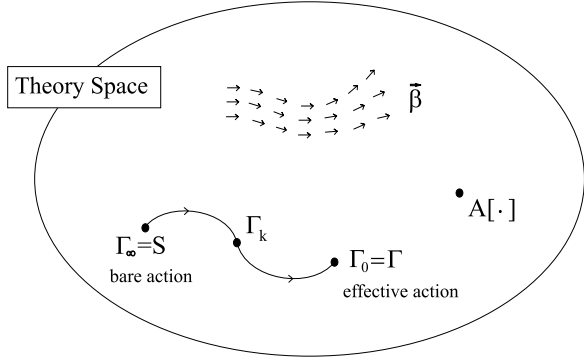 Theory Space
β⃗
A[·]
Γₖ
Γ∞=S
bare action
Γ₀=Γ
effective action